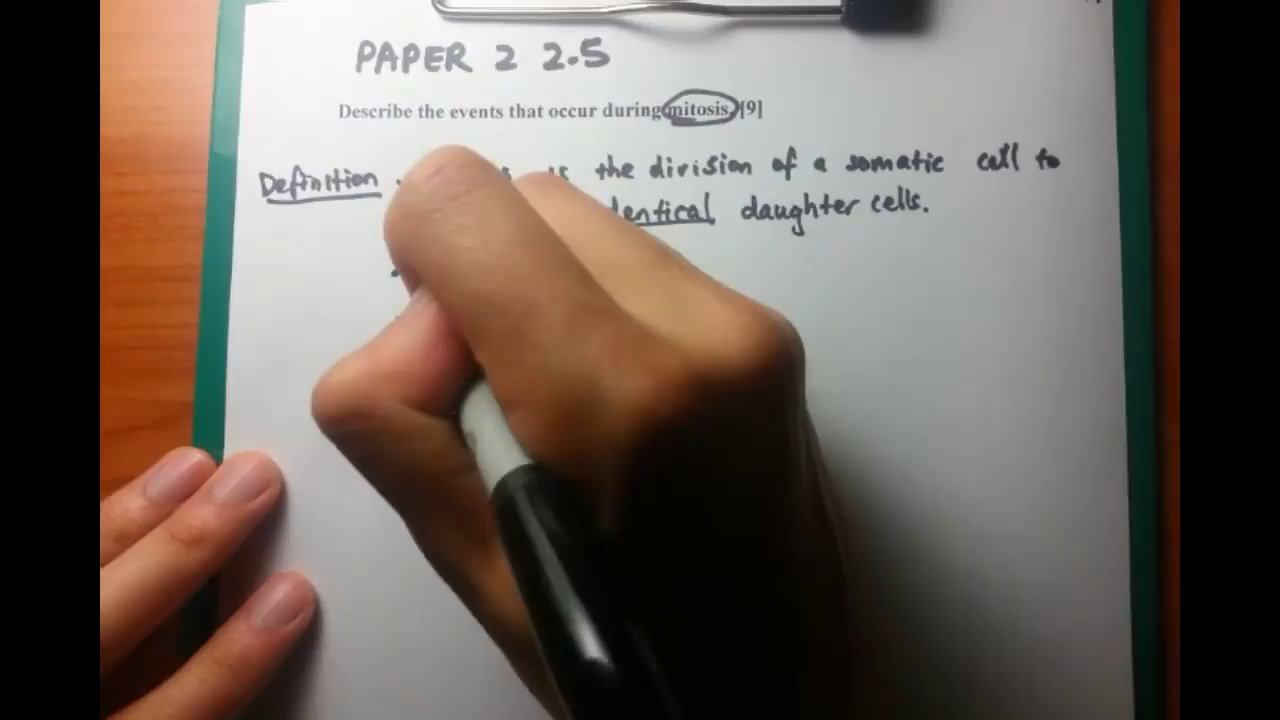 PAPER 2 2.5
Describe the events that occur during mitosis. [9]
Definition the division of a somatic cell to
daughter cells.